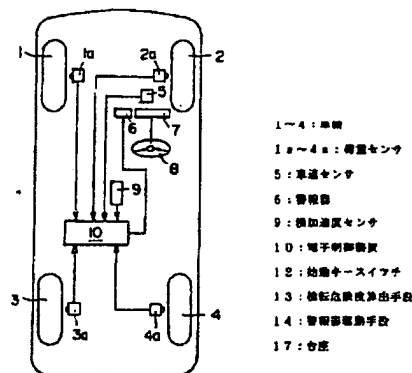 1
1a
2a
2
5
6
7
8
9
10
3
3a
4a
4
1~4:車輪
1a~4a:荷重センサ
5:車速センサ
6:警報器
9:横加速度センサ
10:電子制御装置
12:始動キースイッチ
13:横転危険度算出手段
14:警報器駆動手段
17:台座